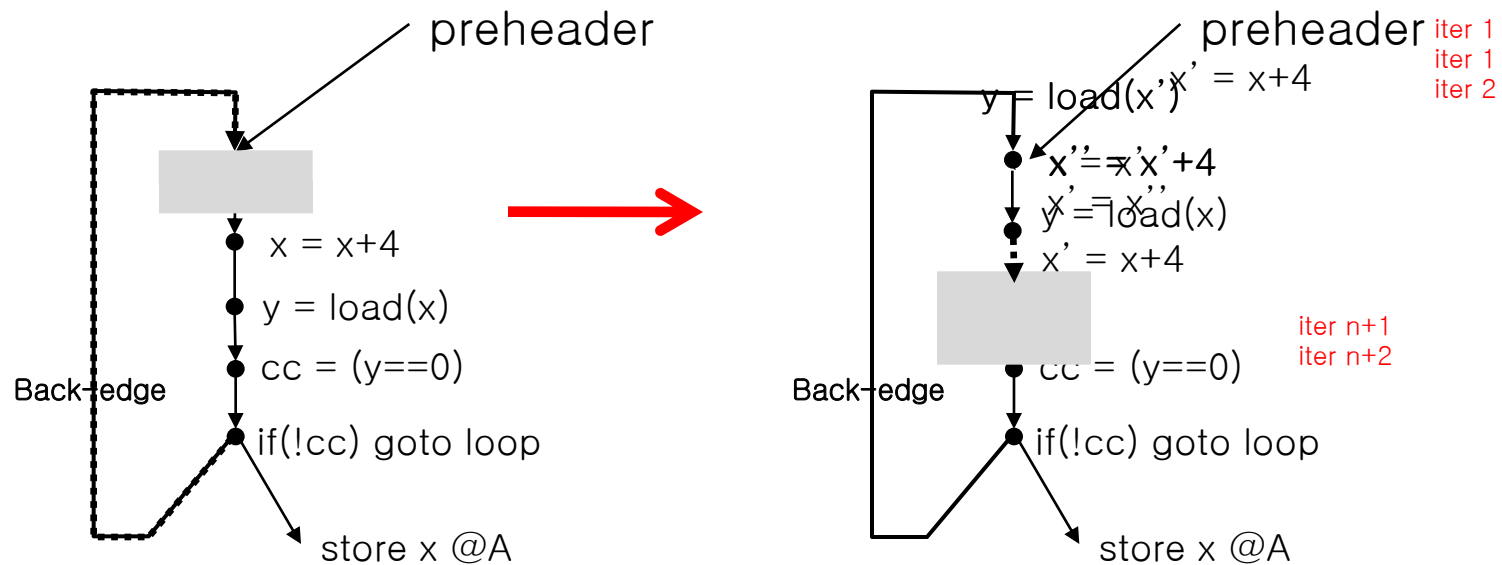 preheader
x = x+4
y = load(x)
cc = (y==0)
Back-edge
if(!cc) goto loop
store x @A
preheader
iter 1
iter 1
iter 2
x' = x+4
y = load(x')
x'' = x'+4
x' = x''
y = load(x)
x' = x+4
iter n+1
iter n+2
cc = (y==0)
Back-edge
if(!cc) goto loop
store x @A